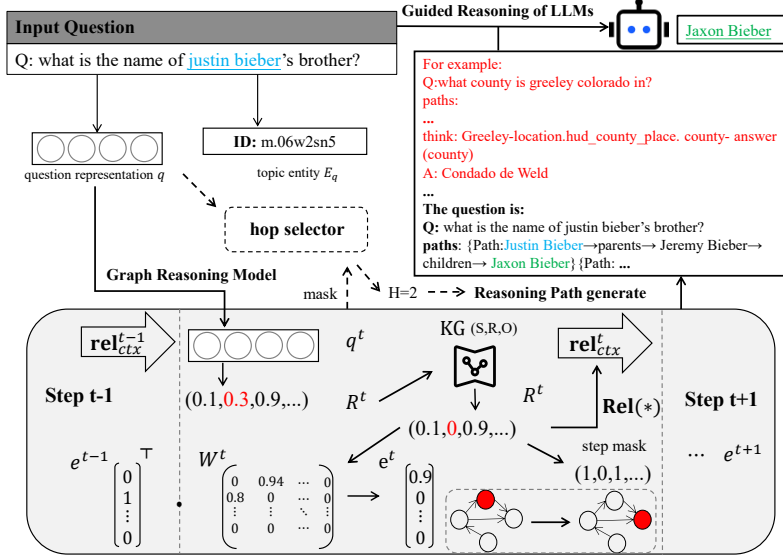 Guided Reasoning of LLMs
Input Question
Jaxon Bieber
Q: what is the name of justin bieber's brother?
For example:
Q:what county is greeley colorado in?
paths:
...
think: Greeley-location.hud_county_place. county- answer
(county)
A: Condado de Weld
...
The question is:
Q: what is the name of justin bieber's brother?
paths: {Path:Justin Bieber→parents→ Jeremy Bieber→
children→ Jaxon Bieber}{Path: ...
ID: m.06w2sn5
question representation q
topic entity E_q
hop selector
Graph Reasoning Model
mask
H=2
Reasoning Path generate
rel_{ctx}^{t-1}
q^t
KG (S,R,O)
rel_{ctx}^{t}
Step t-1
(0.1,0.3,0.9,...)
R^t
R^t
Rel(*)
Step t+1
(0.1,0,0.9,...)
step mask
(1,0,1,...)
e^{t-1}
⊤
W^t
e^t
... e^{t+1}
0
1
⋮
0
·
0 0.94 ⋯ 0
0.8 0 ⋯ 0
⋮ ⋮ ⋱ ⋮
0 0 ⋯ 0
0.9
0
⋮
0